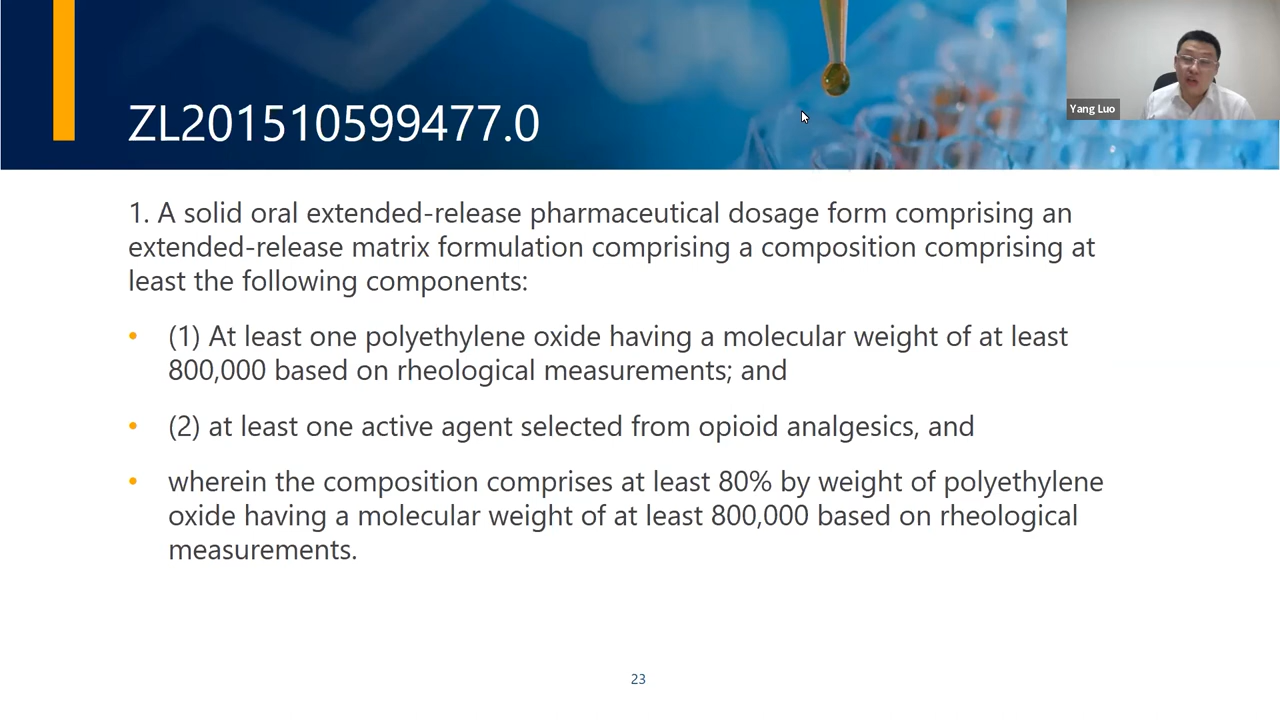 ZL201510599477.0
Yang Luo
1. A solid oral extended-release pharmaceutical dosage form comprising an
extended-release matrix formulation comprising a composition comprising at
least the following components:
• (1) At least one polyethylene oxide having a molecular weight of at least
800,000 based on rheological measurements; and
• (2) at least one active agent selected from opioid analgesics, and
• wherein the composition comprises at least 80% by weight of polyethylene
oxide having a molecular weight of at least 800,000 based on rheological
measurements.
23